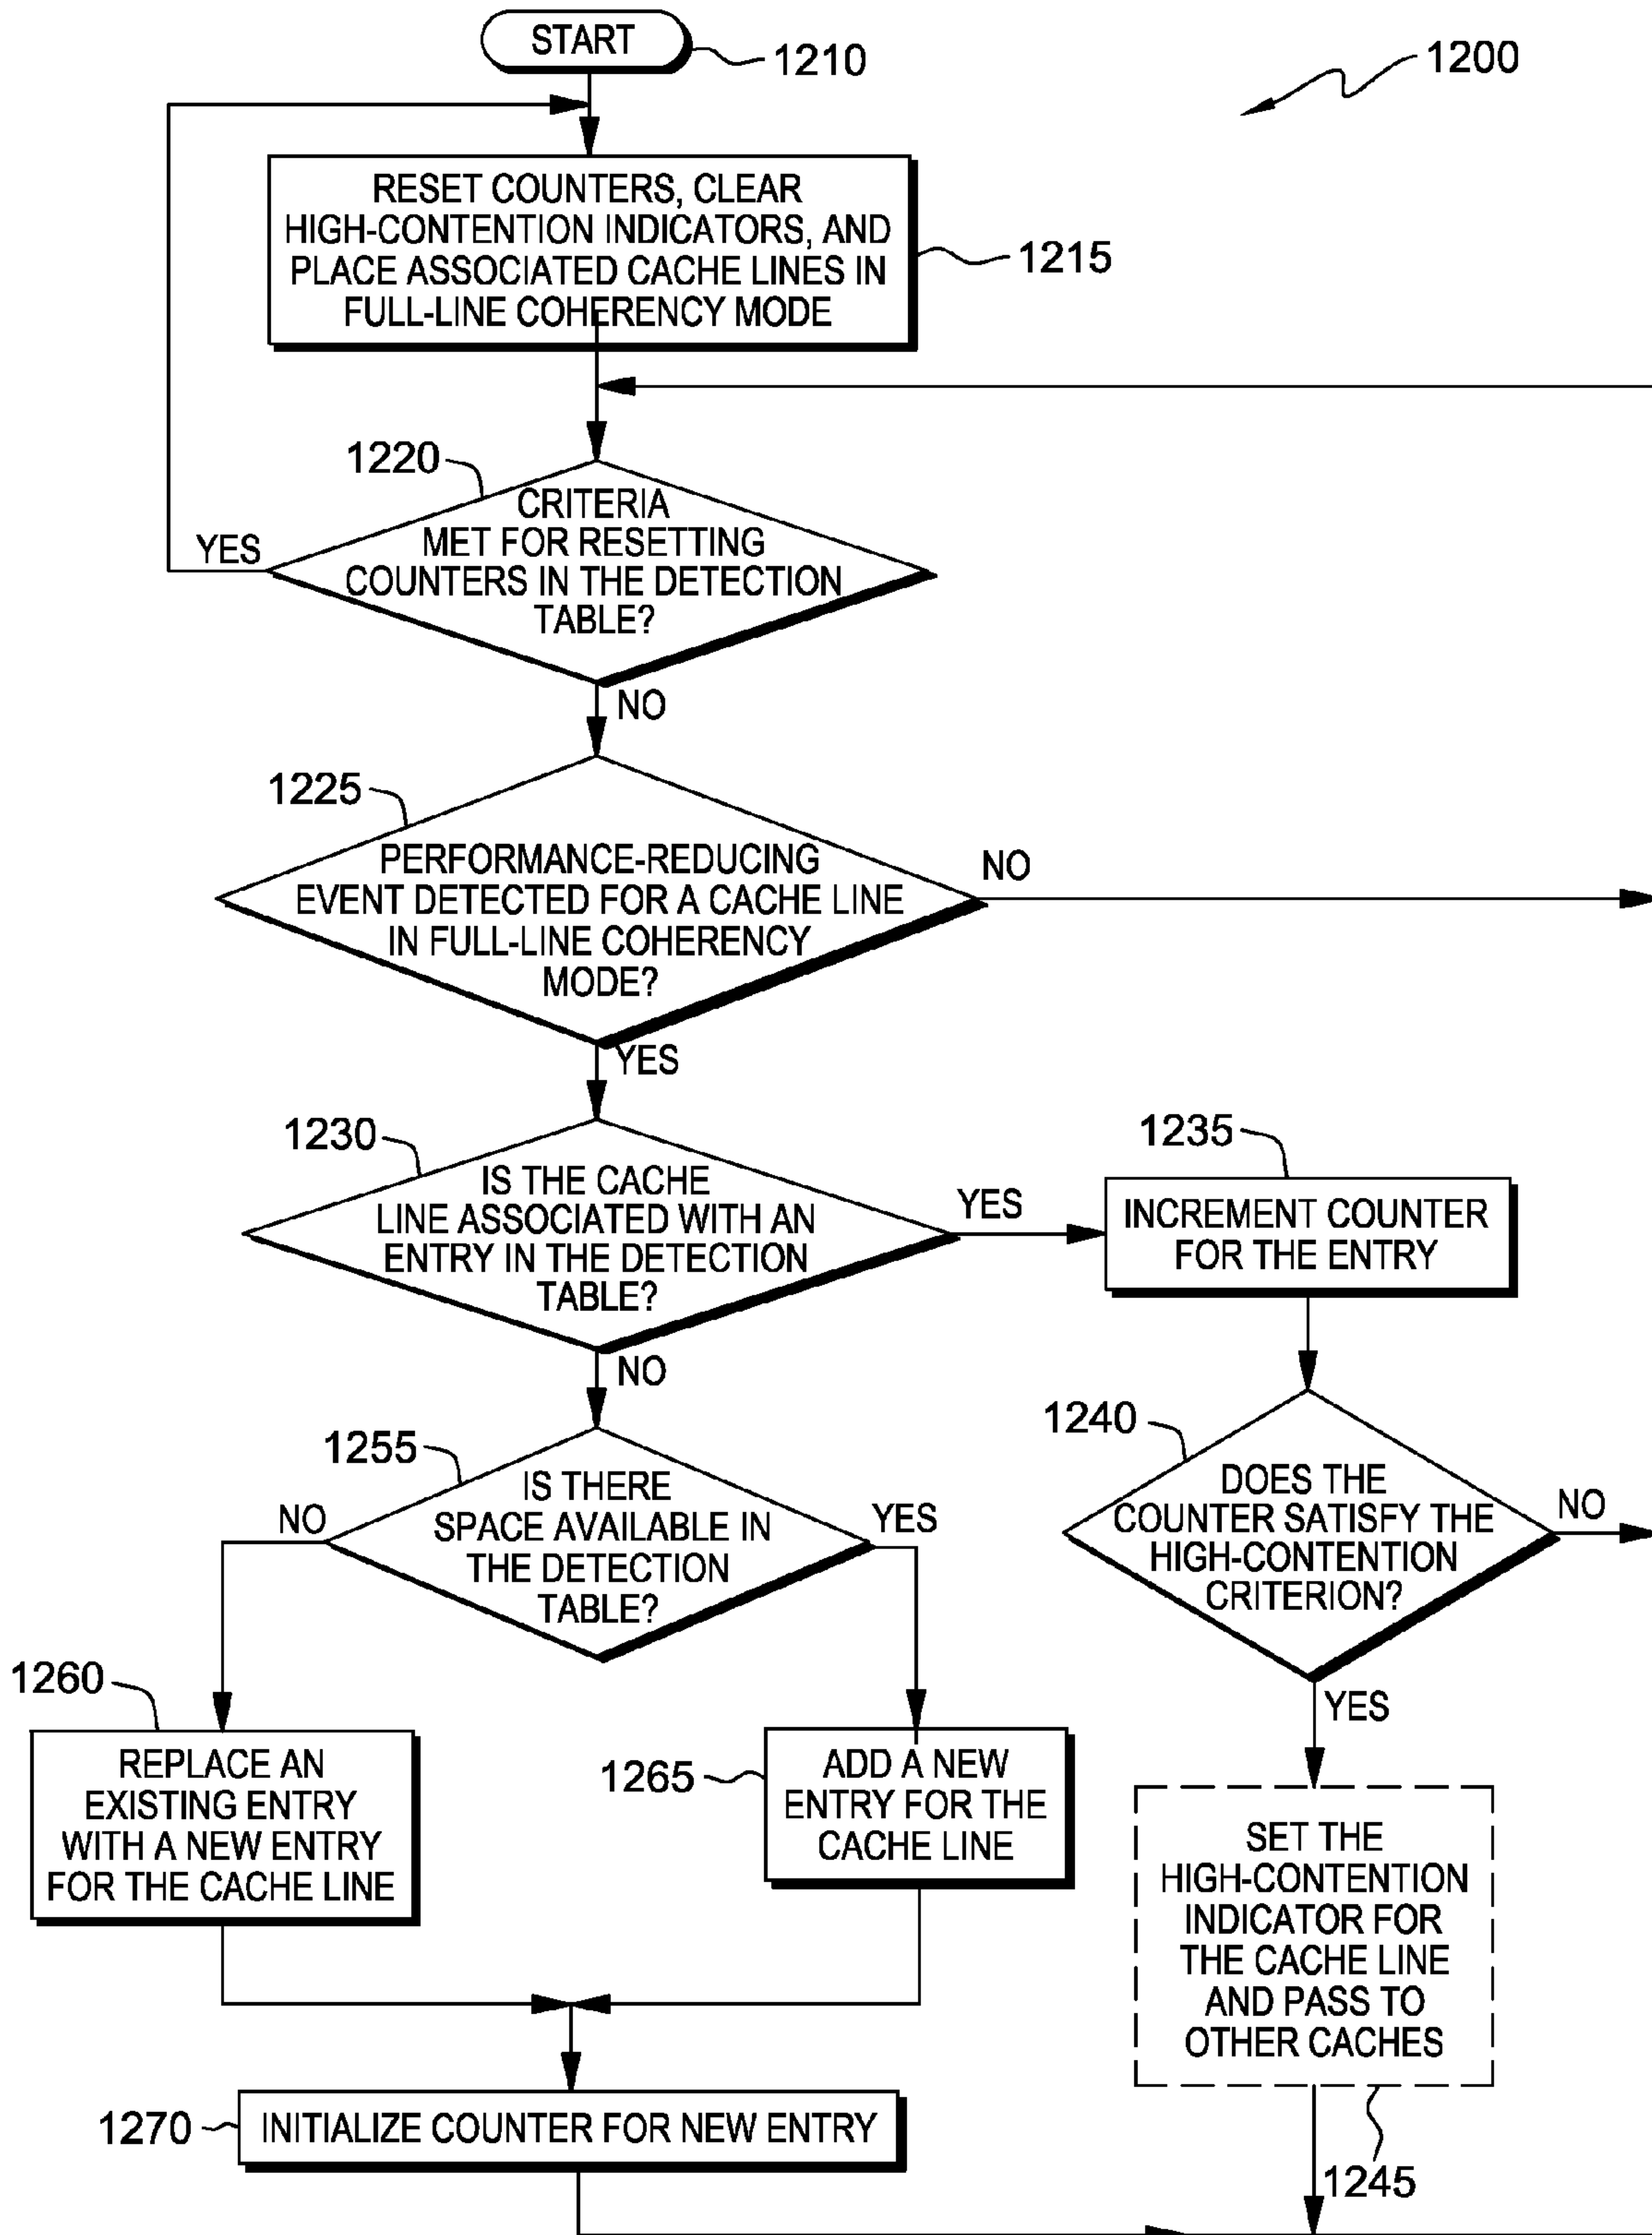 START
1210
1200
RESET COUNTERS, CLEAR
HIGH-CONTENTION INDICATORS, AND
PLACE ASSOCIATED CACHE LINES IN
FULL-LINE COHERENCY MODE
1215
1220
CRITERIA
MET FOR RESETTING
COUNTERS IN THE DETECTION
TABLE?
YES
NO
1225
PERFORMANCE-REDUCING
EVENT DETECTED FOR A CACHE LINE
IN FULL-LINE COHERENCY
MODE?
NO
YES
1230
IS THE CACHE
LINE ASSOCIATED WITH AN
ENTRY IN THE DETECTION
TABLE?
YES
NO
1235
INCREMENT COUNTER
FOR THE ENTRY
1240
DOES THE
COUNTER SATISFY THE
HIGH-CONTENTION
CRITERION?
NO
YES
1255
IS THERE
SPACE AVAILABLE IN
THE DETECTION
TABLE?
NO
YES
1260
REPLACE AN
EXISTING ENTRY
WITH A NEW ENTRY
FOR THE CACHE LINE
1265
ADD A NEW
ENTRY FOR THE
CACHE LINE
SET THE
HIGH-CONTENTION
INDICATOR FOR
THE CACHE LINE
AND PASS TO
OTHER CACHES
1245
1270
INITIALIZE COUNTER FOR NEW ENTRY